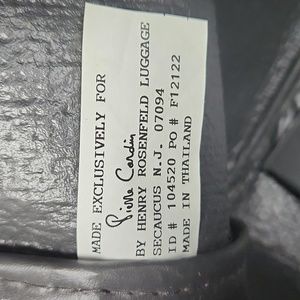 MADE EXCLUSIVELY FOR
Pierre Cardin
BY HENRY ROSENFELD LUGGAGE
SECAUCUS N.J. 07094
ID# 104520 PO# F12122
MADE IN THAILAND